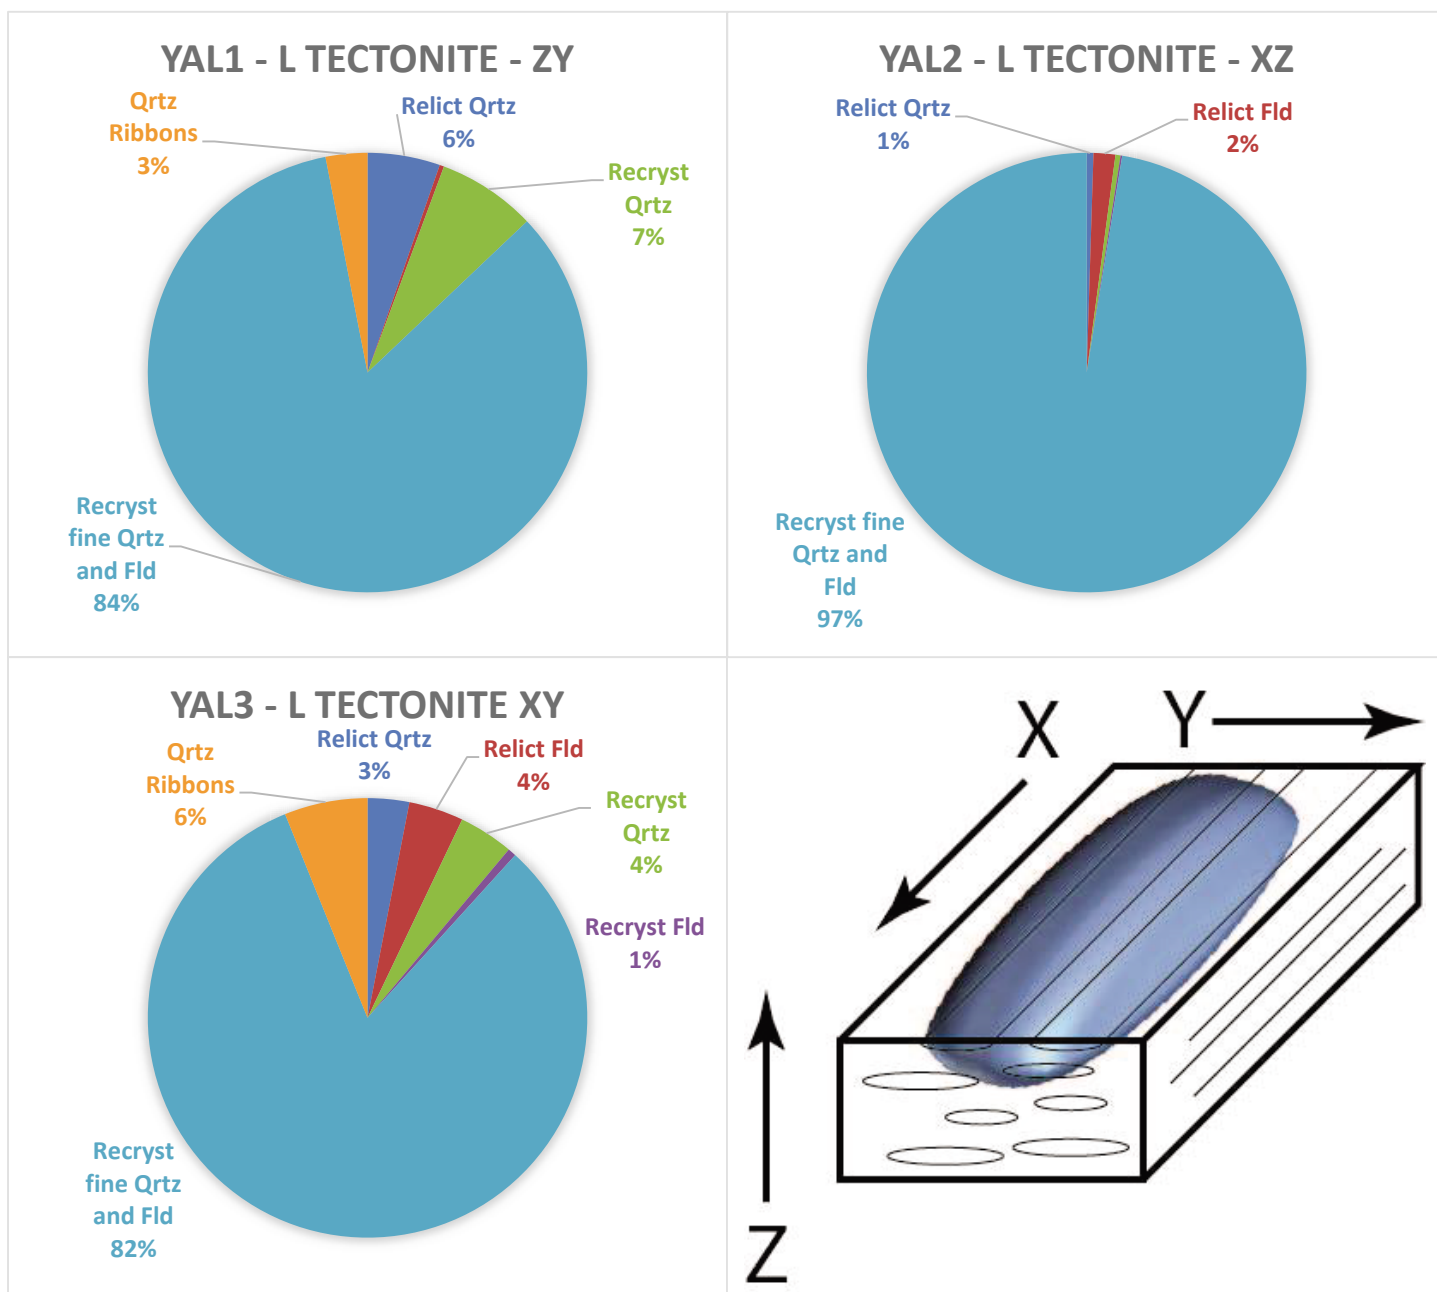 YAL1 - L TECTONITE - ZY
Qrtz
Ribbons
3%
Relict Qrtz
6%
Recryst
Qrtz
7%
Recryst
fine Qrtz
and Fld
84%
YAL2 - L TECTONITE - XZ
Relict Qrtz
1%
Relict Fld
2%
Recryst fine
Qrtz and
Fld
97%
YAL3 - L TECTONITE XY
Qrtz
Ribbons
6%
Relict Qrtz
3%
Relict Fld
4%
Recryst
Qrtz
4%
Recryst Fld
1%
Recryst
fine Qrtz
and Fld
82%
X
Y
Z